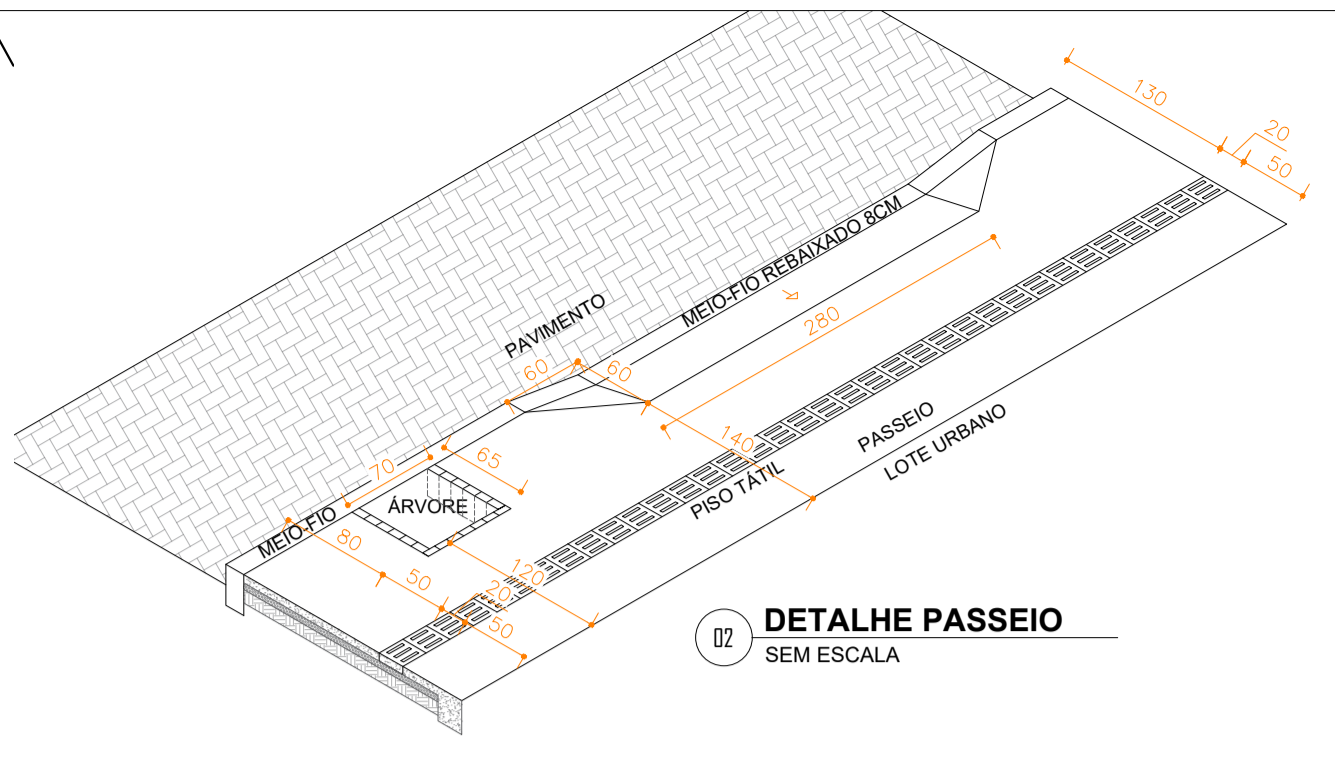 130
20
50
MEIO-FIO REBAIXADO 8CM
280
PAVIMENTO
60
60
140
PASSEIO
LOTE URBANO
PISO TÁTIL
70
65
ÁRVORE
MEIO-FIO
80
50
120
20
50
02
DETALHE PASSEIO
SEM ESCALA